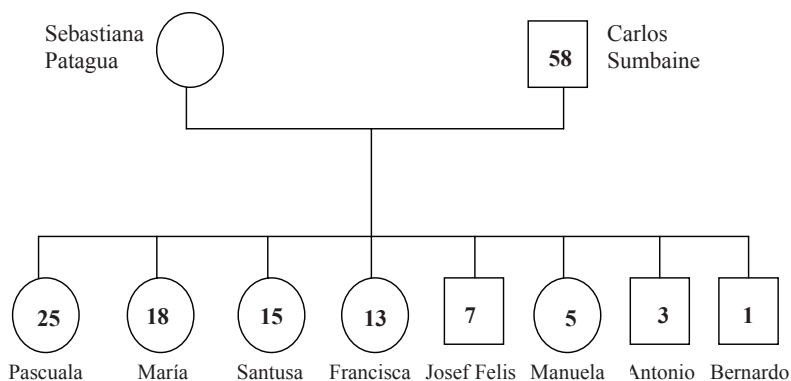 Sebastiana
Patagua
58
Carlos
Sumbaine
25 18 15 13 7 5 3 1
Pascuala María Santusa Francisca Josef Felis Manuela Antonio Bernardo